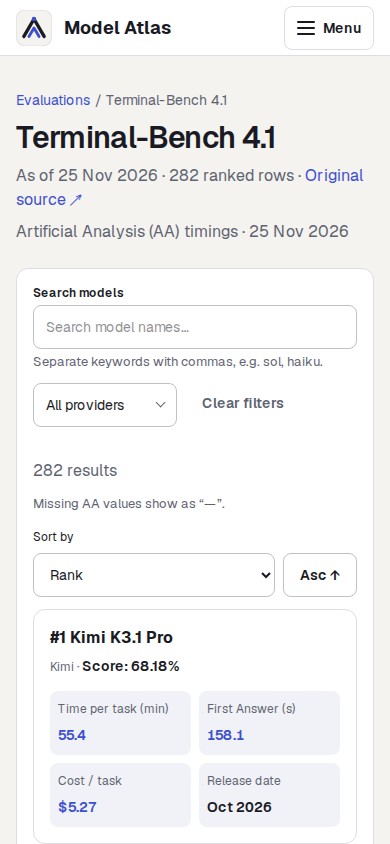 Model Atlas
Menu
Evaluations / Terminal-Bench 4.1
Terminal-Bench 4.1
As of 25 Nov 2026 · 282 ranked rows · Original
source ↗
Artificial Analysis (AA) timings · 25 Nov 2026
Search models
Search model names…
Separate keywords with commas, e.g. sol, haiku.
All providers
Clear filters
282 results
Missing AA values show as “—”.
Sort by
Rank
Asc ↑
#1 Kimi K3.1 Pro
Kimi · Score: 68.18%
Time per task (min)
55.4
First Answer (s)
158.1
Cost / task
$5.27
Release date
Oct 2026